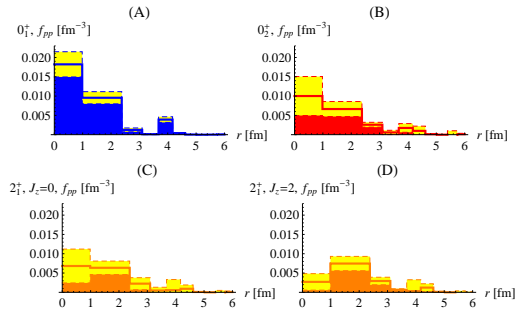 (A)
0₁⁺, f_pp [fm⁻³]
0.020
0.015
0.010
0.005
0 1 2 3 4 5 6 r [fm]
(B)
0₂⁺, f_pp [fm⁻³]
0.020
0.015
0.010
0.005
0 1 2 3 4 5 6 r [fm]
(C)
2₁⁺, J_z=0, f_pp [fm⁻³]
0.020
0.015
0.010
0.005
0 1 2 3 4 5 6 r [fm]
(D)
2₁⁺, J_z=2, f_pp [fm⁻³]
0.020
0.015
0.010
0.005
0 1 2 3 4 5 6 r [fm]